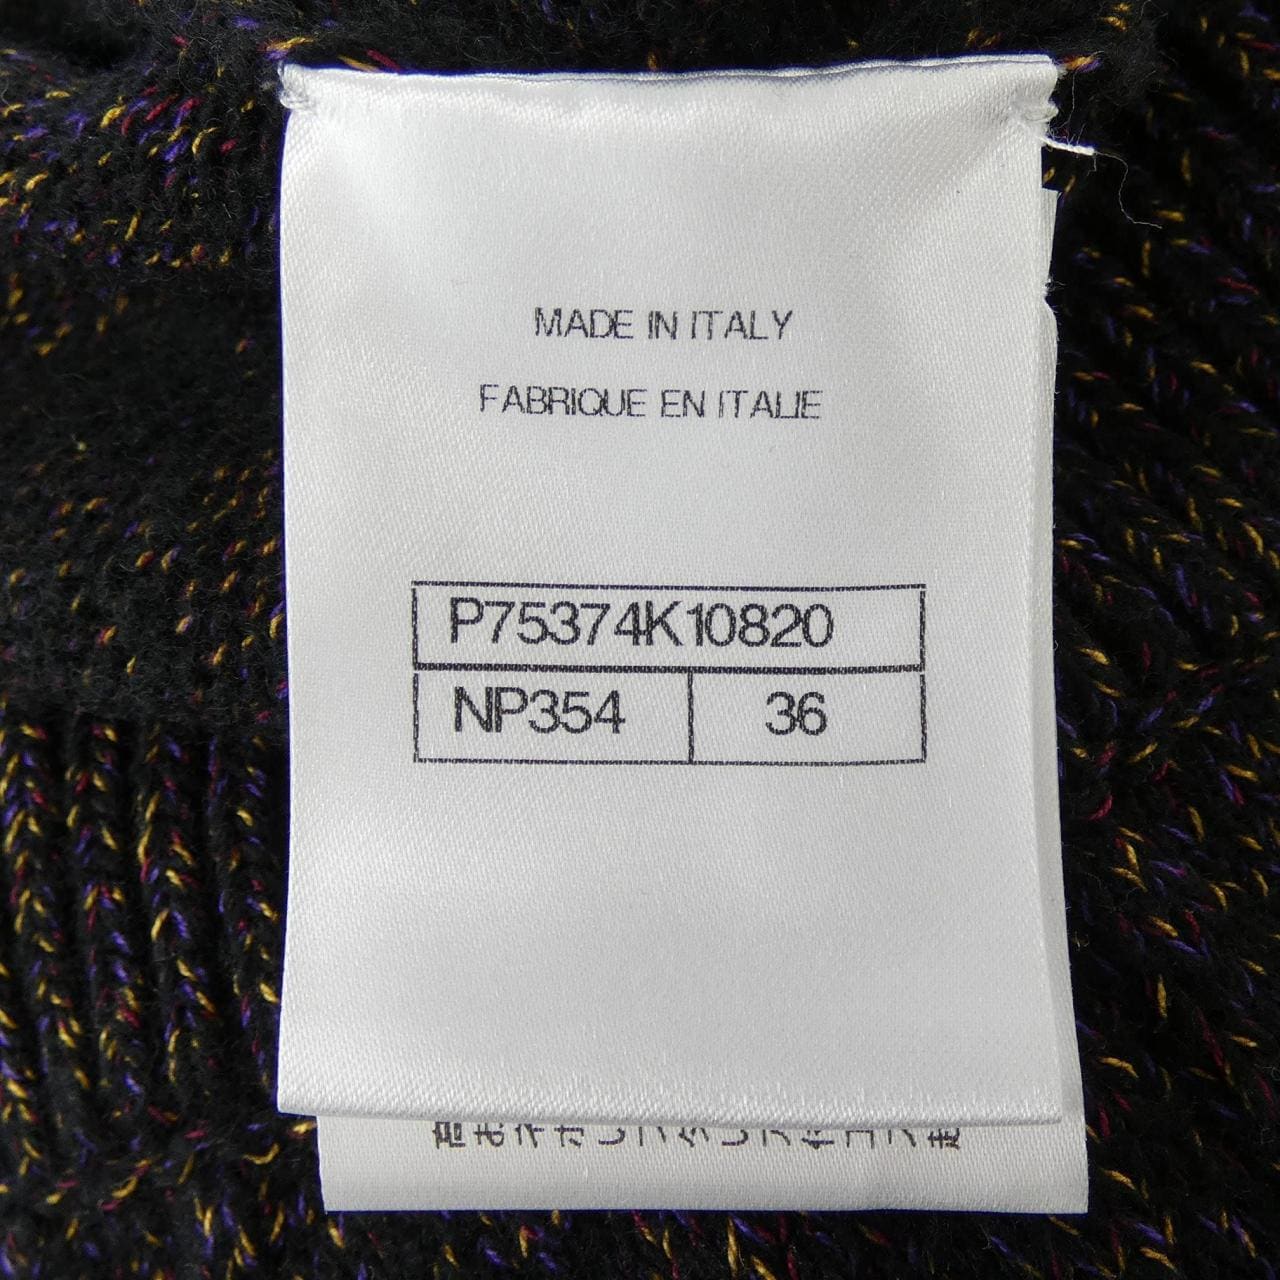 MADE IN ITALY
FABRIQUE EN ITALIE
P75374K10820
NP354 36